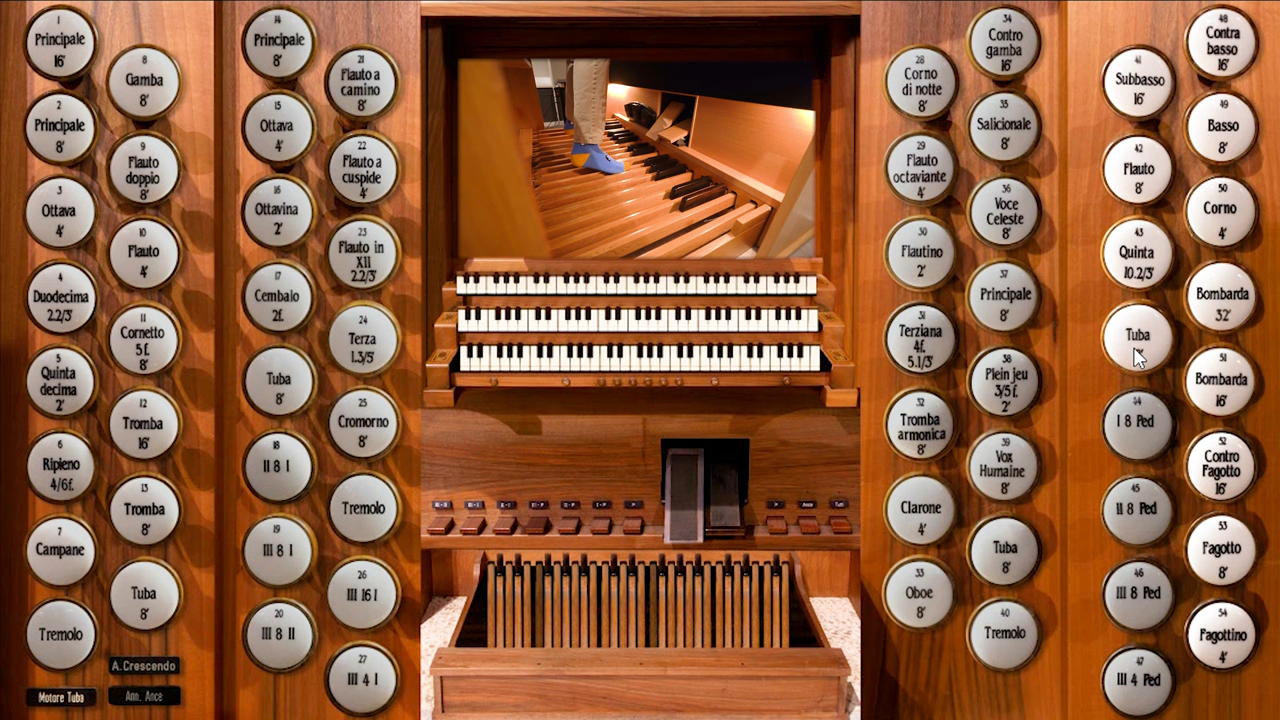 1
Principale
16'
2
Principale
8'
3
Ottava
4'
4
Duodecima
2.2/3'
5
Quinta
decima
2'
6
Ripieno
4/6f.
7
Campane
Tremolo
Motore Tuba
8
Gamba
8'
9
Flauto
doppio
8'
10
Flauto
4'
11
Cornetto
5 f.
8'
12
Tromba
16'
13
Tromba
8'
Tuba
8'
A.Crescendo
Ann. Ance
14
Principale
8'
15
Ottava
4'
16
Ottavina
2'
17
Cembalo
2f.
Tuba
8'
18
II 8 I
19
III 8 I
20
III 8 II
21
Flauto a
camino
8'
22
Flauto a
cuspide
4'
23
Flauto in
XII
2.2/3'
24
Terza
1.3/5'
25
Cromorno
8'
Tremolo
26
III 16 I
27
III 4 I
28
Corno
di notte
8'
29
Flauto
octaviante
4'
30
Flautino
2'
31
Terziana
4f.
5.1/3'
32
Tromba
armonica
8'
Clarone
4'
33
Oboe
8'
34
Contro
gamba
16'
35
Salicionale
8'
36
Voce
Celeste
8'
37
Principale
8'
38
Plein jeu
3/5 f.
2'
39
Vox
Humaine
8'
Tuba
8'
40
Tremolo
41
Subbasso
16'
42
Flauto
8'
43
Quinta
10.2/3'
Tuba
44
I 8 Ped
45
II 8 Ped
46
III 8 Ped
47
III 4 Ped
48
Contra
basso
16'
49
Basso
8'
50
Corno
4'
Bombarda
32'
51
Bombarda
16'
52
Contro
Fagotto
16'
53
Fagotto
8'
54
Fagottino
4'